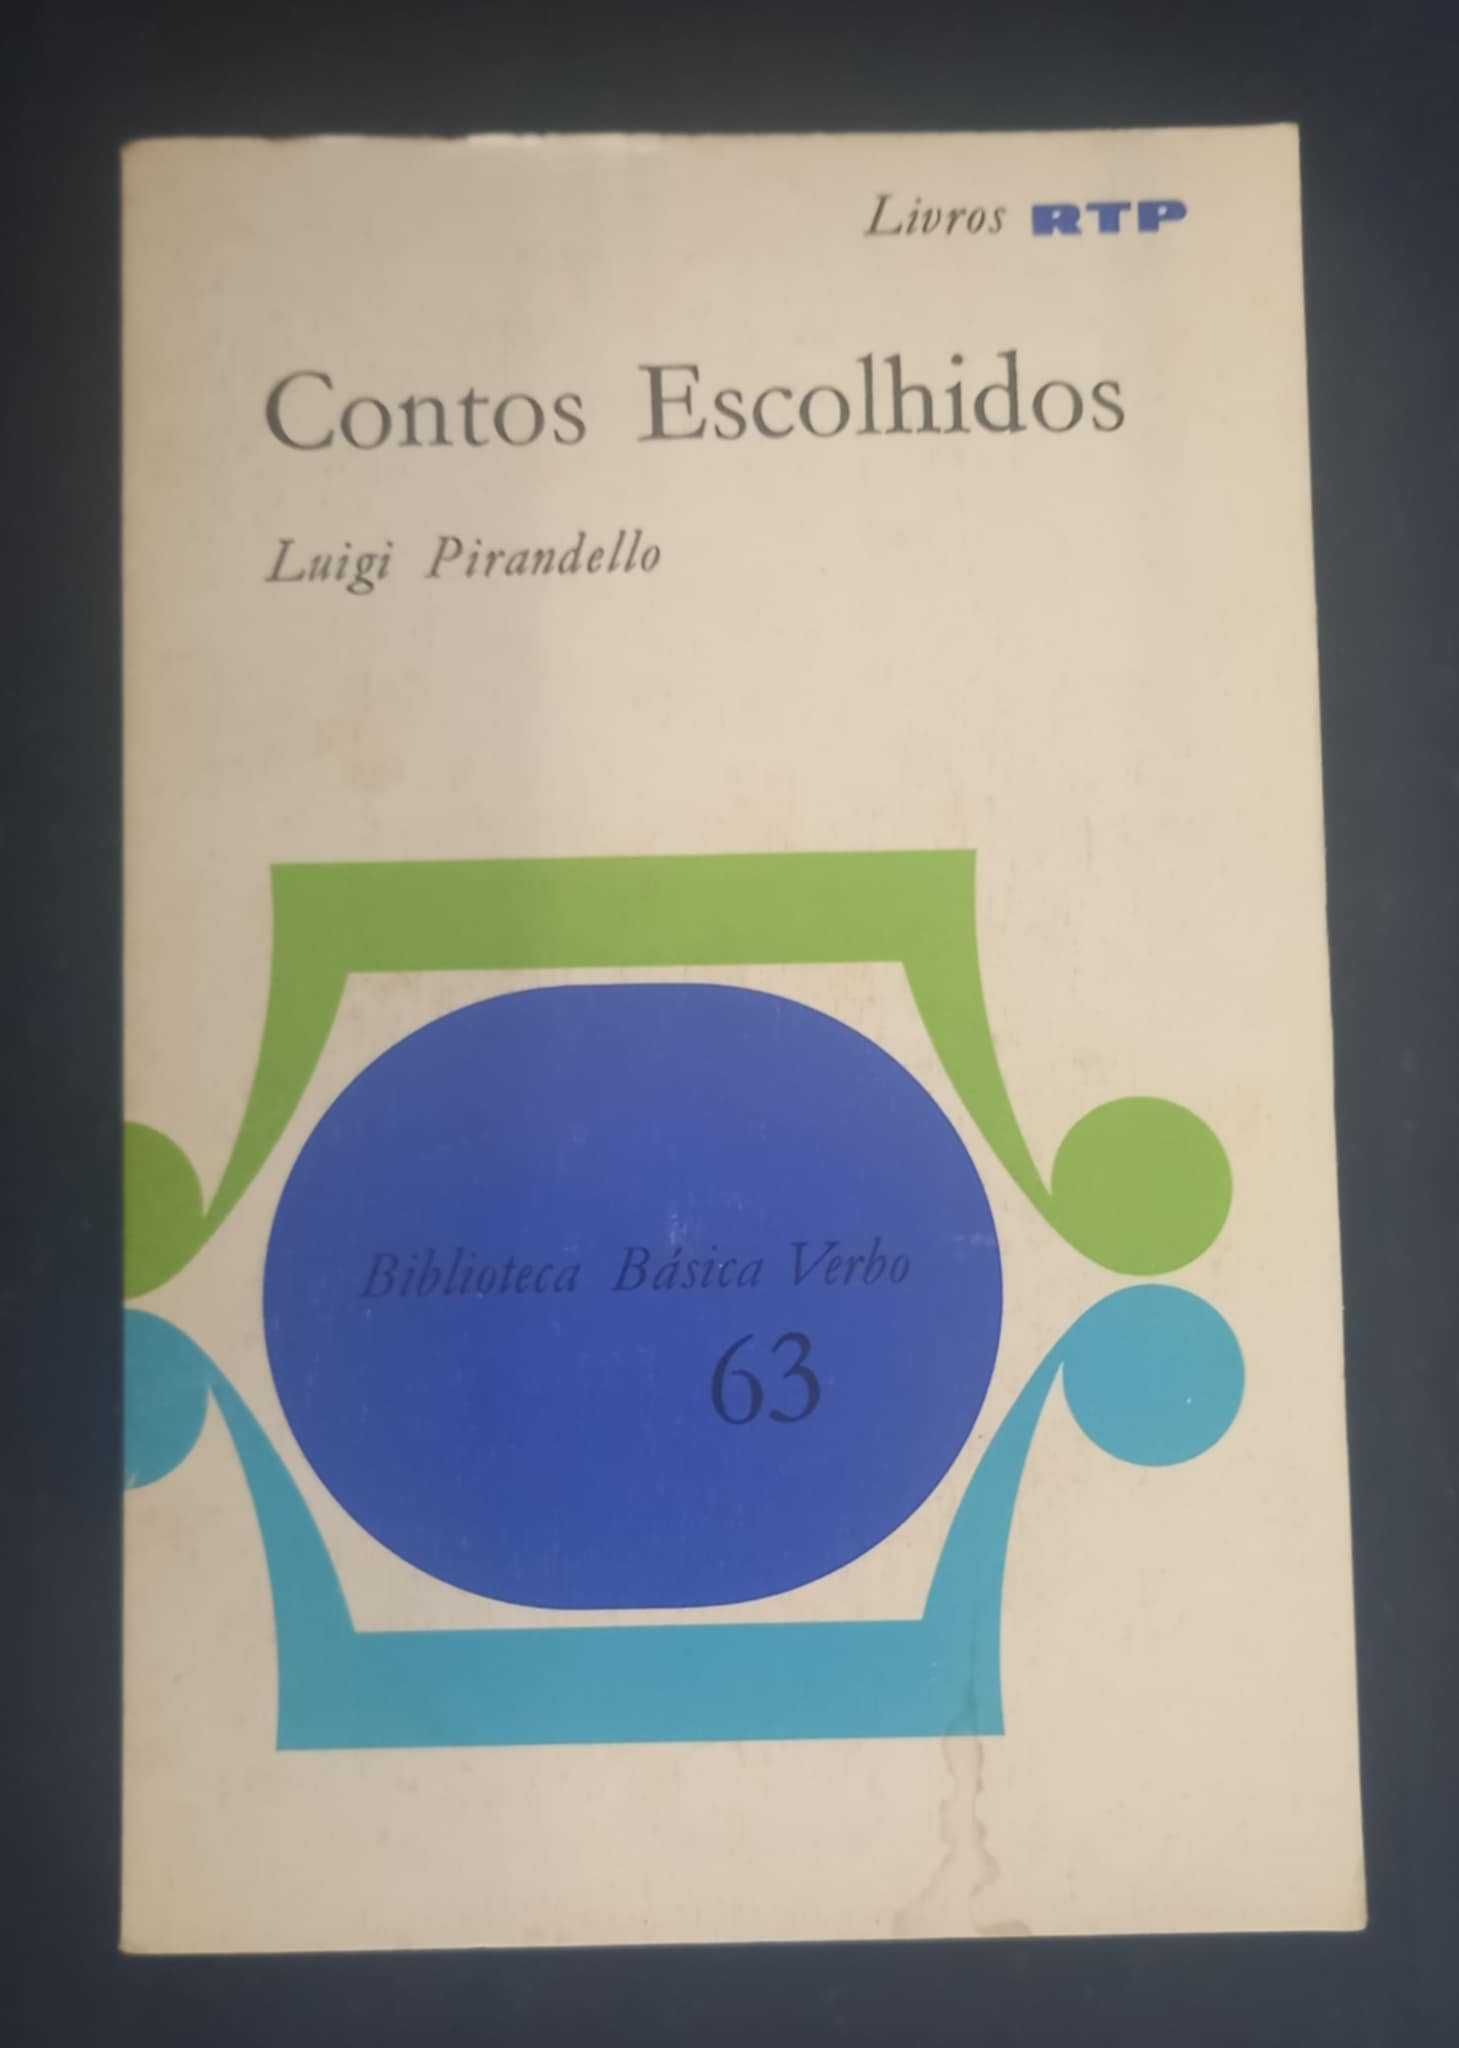 Livros RTP
Contos Escolhidos
Luigi Pirandello
Biblioteca Básica Verbo
63